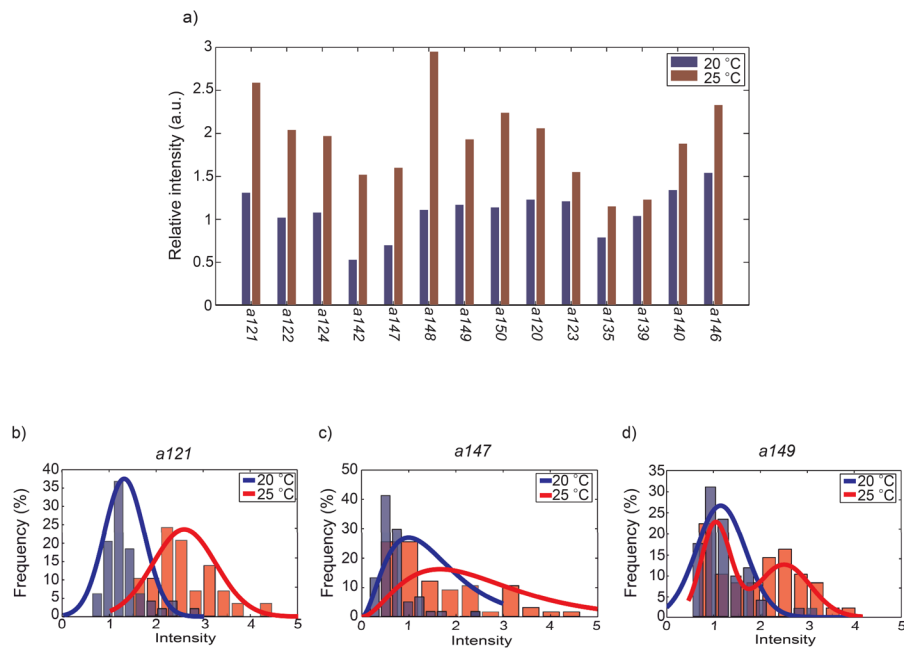 a)
Relative intensity (a.u.)
3
2.5
2
1.5
1
0.5
0
20 °C
25 °C
a121 a122 a124 a142 a147 a148 a149 a150 a120 a123 a135 a139 a140 a146
b)
a121
Frequency (%)
40
35
30
25
20
15
10
5
0
20 °C
25 °C
0 1 2 3 4 5
Intensity
c)
a147
Frequency (%)
50
40
30
20
10
0
20 °C
25 °C
0 1 2 3 4 5
Intensity
d)
a149
Frequency (%)
35
30
25
20
15
10
5
0
20 °C
25 °C
0 1 2 3 4 5
Intensity